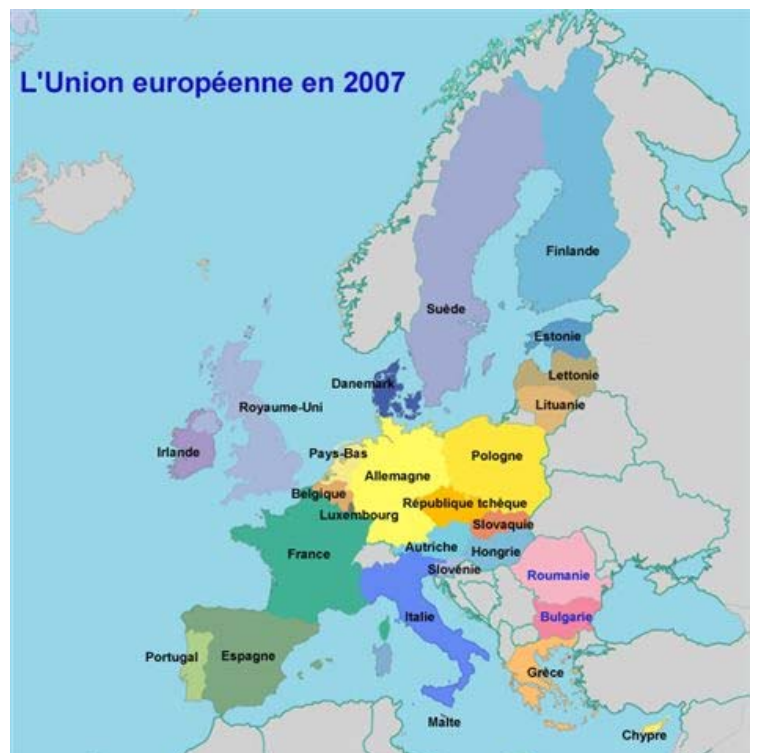 L'Union européenne en 2007
Finlande
Suède
Estonie
Danemark
Lettonie
Royaume-Uni
Lituanie
Irlande
Pays-Bas
Pologne
Allemagne
Belgique
République tchèque
Luxembourg
Slovaquie
Autriche
France
Hongrie
Slovénie
Roumanie
Italie
Bulgarie
Portugal
Espagne
Grèce
Malte
Chypre